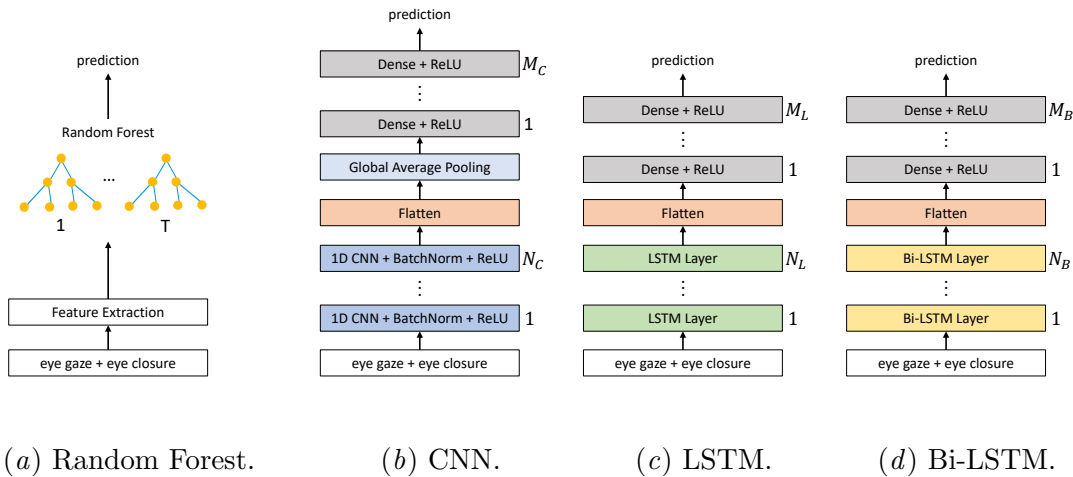 prediction
Random Forest
...
1
T
Feature Extraction
eye gaze + eye closure
(a) Random Forest.
prediction
Dense + ReLU M_C
⋮
Dense + ReLU 1
Global Average Pooling
Flatten
1D CNN + BatchNorm + ReLU N_C
⋮
1D CNN + BatchNorm + ReLU 1
eye gaze + eye closure
(b) CNN.
prediction
Dense + ReLU M_L
⋮
Dense + ReLU 1
Flatten
LSTM Layer N_L
⋮
LSTM Layer 1
eye gaze + eye closure
(c) LSTM.
prediction
Dense + ReLU M_B
⋮
Dense + ReLU 1
Flatten
Bi-LSTM Layer N_B
⋮
Bi-LSTM Layer 1
eye gaze + eye closure
(d) Bi-LSTM.